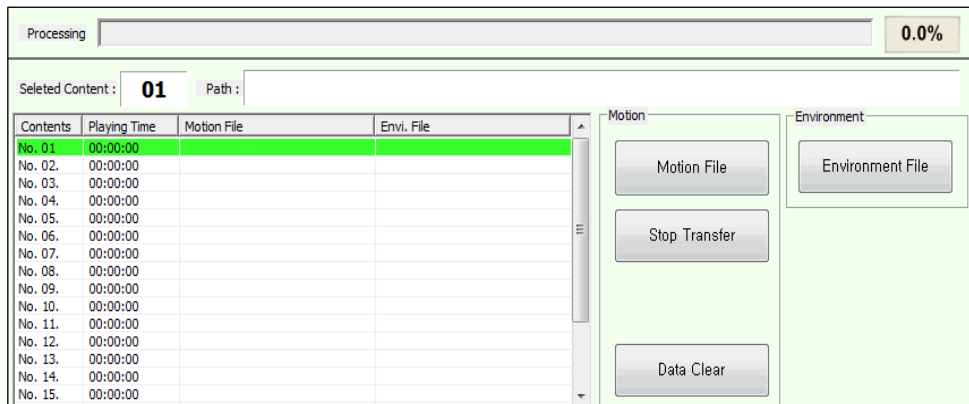 Processing 0.0%
Seleted Content : 01 Path :
Contents Playing Time Motion File Envi. File
No. 01 00:00:00
No. 02. 00:00:00
No. 03. 00:00:00
No. 04. 00:00:00
No. 05. 00:00:00
No. 06. 00:00:00
No. 07. 00:00:00
No. 08. 00:00:00
No. 09. 00:00:00
No. 10. 00:00:00
No. 11. 00:00:00
No. 12. 00:00:00
No. 13. 00:00:00
No. 14. 00:00:00
No. 15. 00:00:00
Motion
Motion File
Stop Transfer
Data Clear
Environment
Environment File